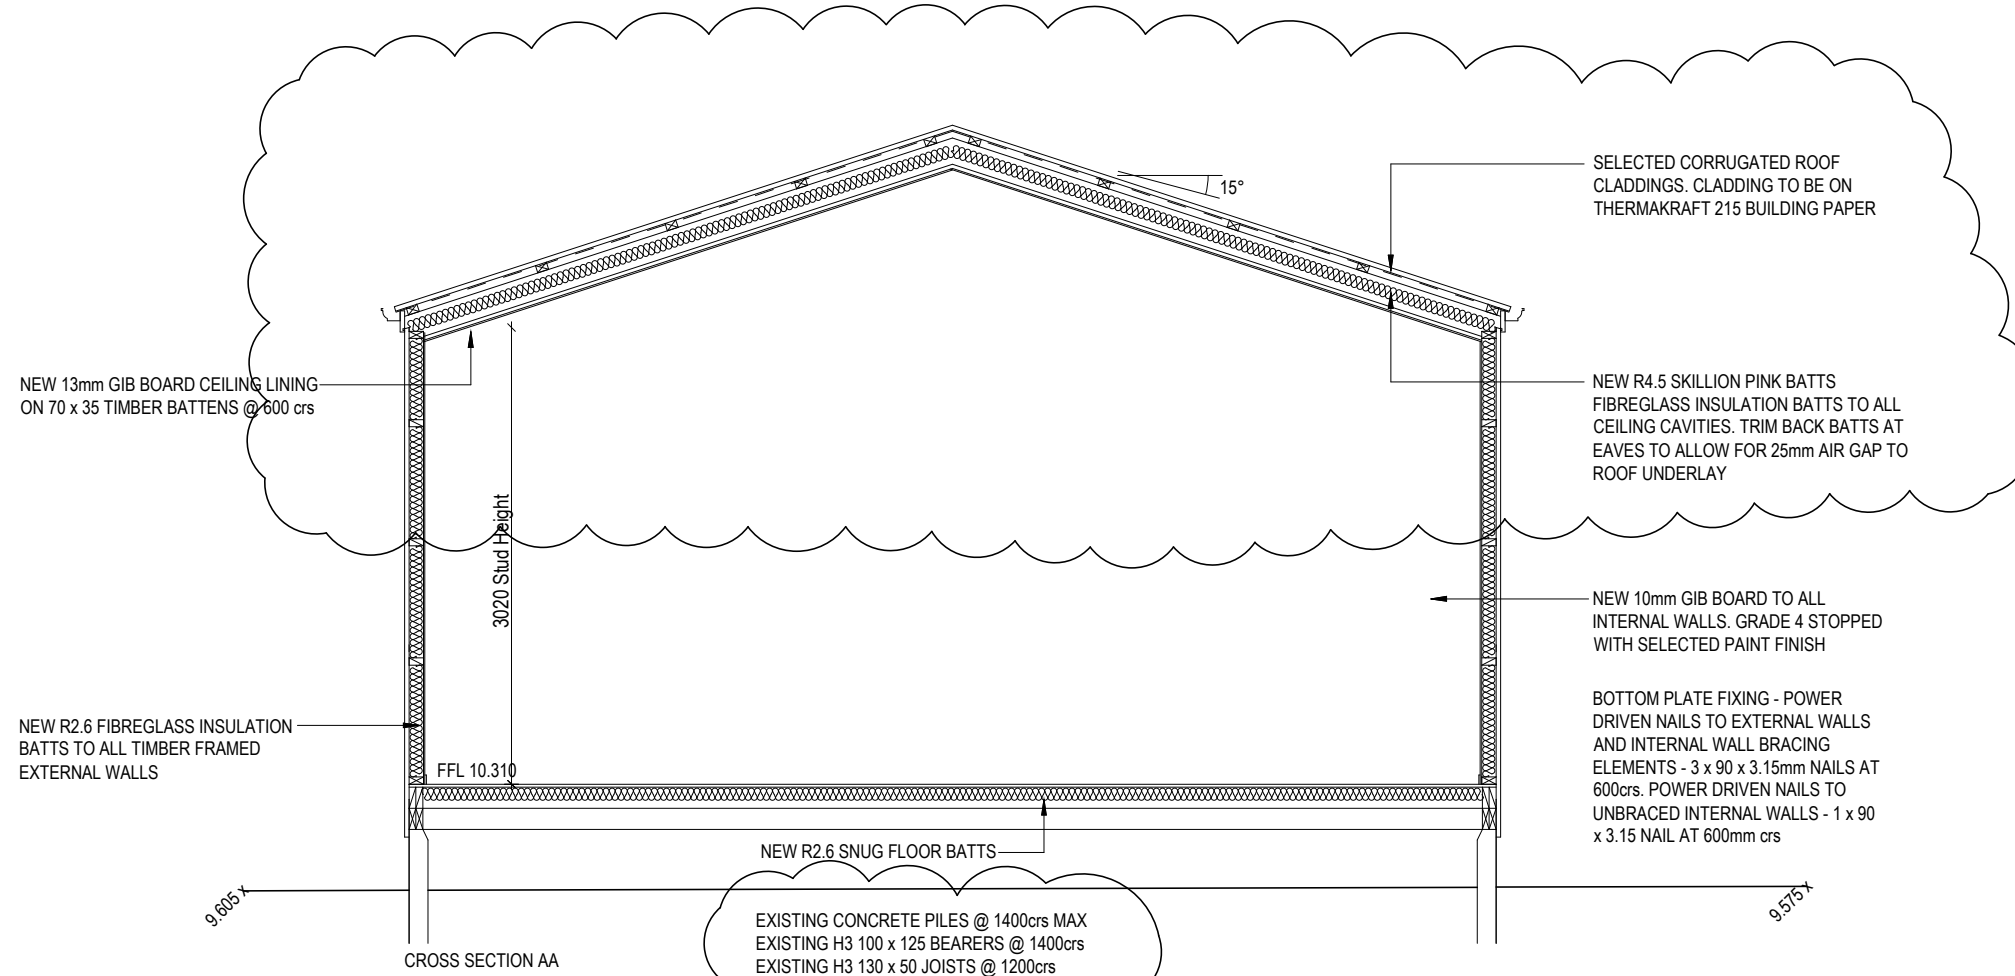 15°
SELECTED CORRUGATED ROOF
CLADDINGS. CLADDING TO BE ON
THERMAKRAFT 215 BUILDING PAPER
NEW 13mm GIB BOARD CEILING LINING
ON 70 x 35 TIMBER BATTENS @ 600 crs
NEW R4.5 SKILLION PINK BATTS
FIBREGLASS INSULATION BATTS TO ALL
CEILING CAVITIES. TRIM BACK BATTS AT
EAVES TO ALLOW FOR 25mm AIR GAP TO
ROOF UNDERLAY
3020 Stud Height
NEW 10mm GIB BOARD TO ALL
INTERNAL WALLS. GRADE 4 STOPPED
WITH SELECTED PAINT FINISH
BOTTOM PLATE FIXING - POWER
DRIVEN NAILS TO EXTERNAL WALLS
AND INTERNAL WALL BRACING
ELEMENTS - 3 x 90 x 3.15mm NAILS AT
600crs. POWER DRIVEN NAILS TO
UNBRACED INTERNAL WALLS - 1 x 90
x 3.15 NAIL AT 600mm crs
NEW R2.6 FIBREGLASS INSULATION
BATTS TO ALL TIMBER FRAMED
EXTERNAL WALLS
FFL 10.310
NEW R2.6 SNUG FLOOR BATTS
9.605 x
9.575 x
EXISTING CONCRETE PILES @ 1400crs MAX
EXISTING H3 100 x 125 BEARERS @ 1400crs
EXISTING H3 130 x 50 JOISTS @ 1200crs
CROSS SECTION AA